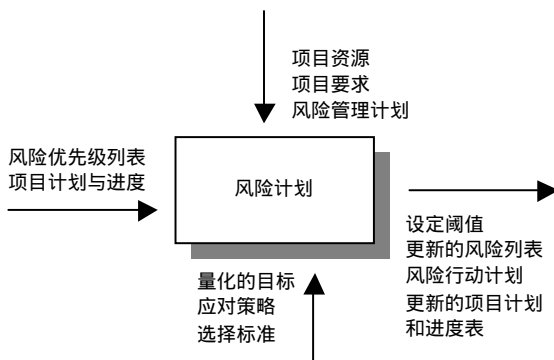 项目资源
项目要求
风险管理计划
风险优先级列表
项目计划与进度
风险计划
设定阈值
更新的风险列表
风险行动计划
更新的项目计划
和进度表
量化的目标
应对策略
选择标准